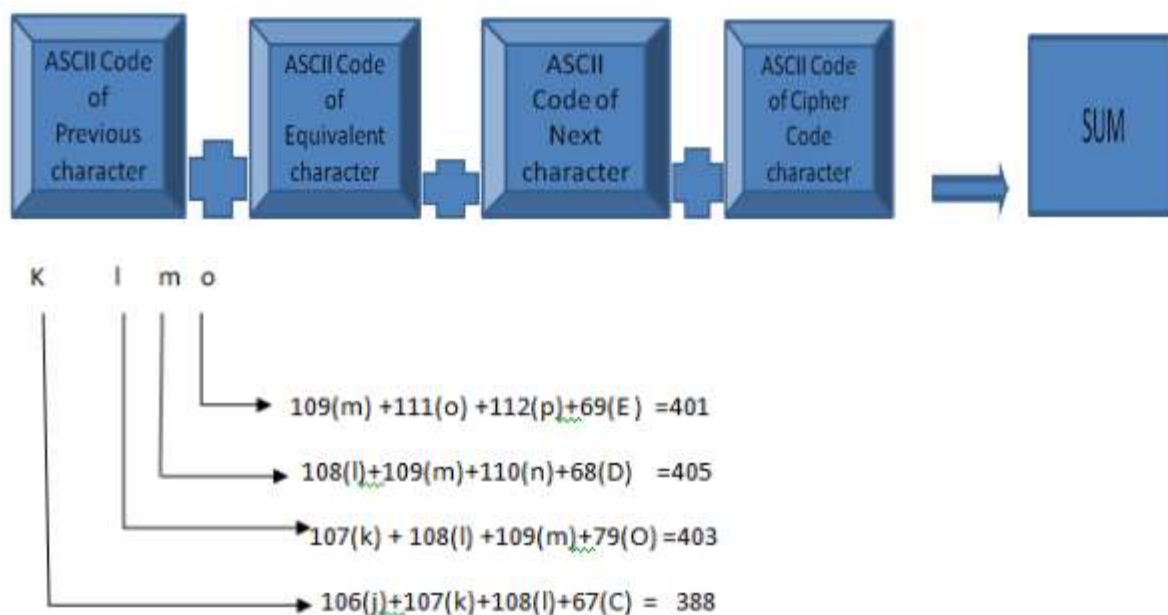 ASCII Code
of
Previous
character
ASCII Code
of
Equivalent
character
ASCII
Code of
Next
character
ASCII Code
of Cipher
Code
character
SUM
K l m o
109(m) +111(o) +112(p)+69(E ) =401
108(l)+109(m)+110(n)+68(D) =405
107(k) + 108(l) +109(m)+79(O) =403
106(j)+107(k)+108(l)+67(C) = 388